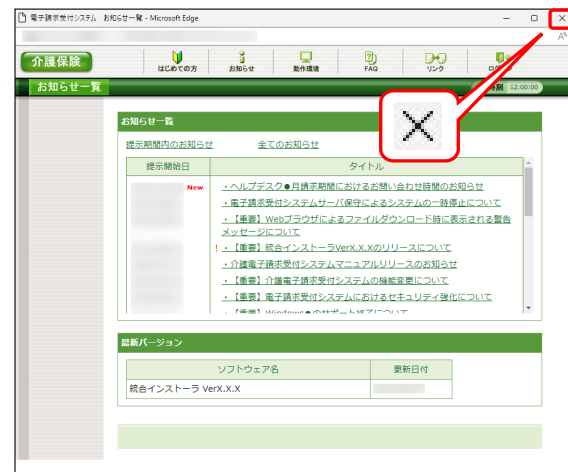 電子請求受付システム お知らせ一覧 - Microsoft Edge
介護保険
はじめての方 お知らせ 動作環境 FAQ リンク
お知らせ一覧
12:00:00
お知らせ一覧
提示期間内のお知らせ 全てのお知らせ
提示開始日 タイトル
New ・ヘルプデスク●月請求期間におけるお問い合わせ時間のお知らせ
・電子請求受付システムサーバ保守によるシステムの一時停止について
・【重要】Webブラウザによるファイルダウンロード時に表示される警告
メッセージについて
! ・【重要】統合インストーラVerX.X.Xのリリースについて
・介護電子請求受付システムマニュアルリリースのお知らせ
・【重要】介護電子請求受付システムの機能変更について
・【重要】電子請求受付システムにおけるセキュリティ強化について
・【重要】Windows●のサポート終了について
最新バージョン
ソフトウェア名 更新日付
統合インストーラ VerX.X.X